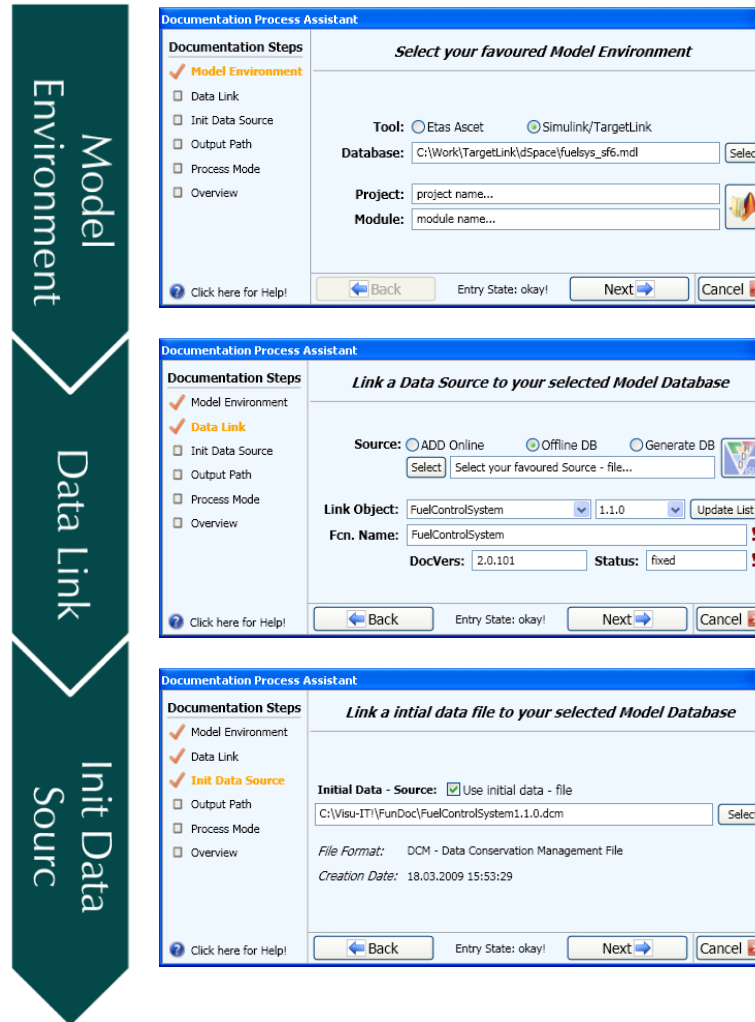 Model
Environment
Data Link
Init Data
Sourc
Documentation Process Assistant
Documentation Steps
Model Environment
Data Link
Init Data Source
Output Path
Process Mode
Overview
Click here for Help!
Select your favoured Model Environment
Tool: Etas Ascet Simulink/TargetLink
Database: C:\Work\TargetLink\dSpace\fuelsys_sf6.mdl Selec
Project: project name...
Module: module name...
Back Entry State: okay! Next Cancel
Documentation Process Assistant
Documentation Steps
Model Environment
Data Link
Init Data Source
Output Path
Process Mode
Overview
Click here for Help!
Link a Data Source to your selected Model Database
Source: ADD Online Offline DB Generate DB
Select Select your favoured Source - file...
Link Object: FuelControlSystem 1.1.0 Update List
Fcn. Name: FuelControlSystem
DocVers: 2.0.101 Status: fixed
Back Entry State: okay! Next Cancel
Documentation Process Assistant
Documentation Steps
Model Environment
Data Link
Init Data Source
Output Path
Process Mode
Overview
Click here for Help!
Link a intial data file to your selected Model Database
Initial Data - Source: Use initial data - file
C:\Visu-IT!\FunDoc\FuelControlSystem1.1.0.dcm Select
File Format: DCM - Data Conservation Management File
Creation Date: 18.03.2009 15:53:29
Back Entry State: okay! Next Cancel